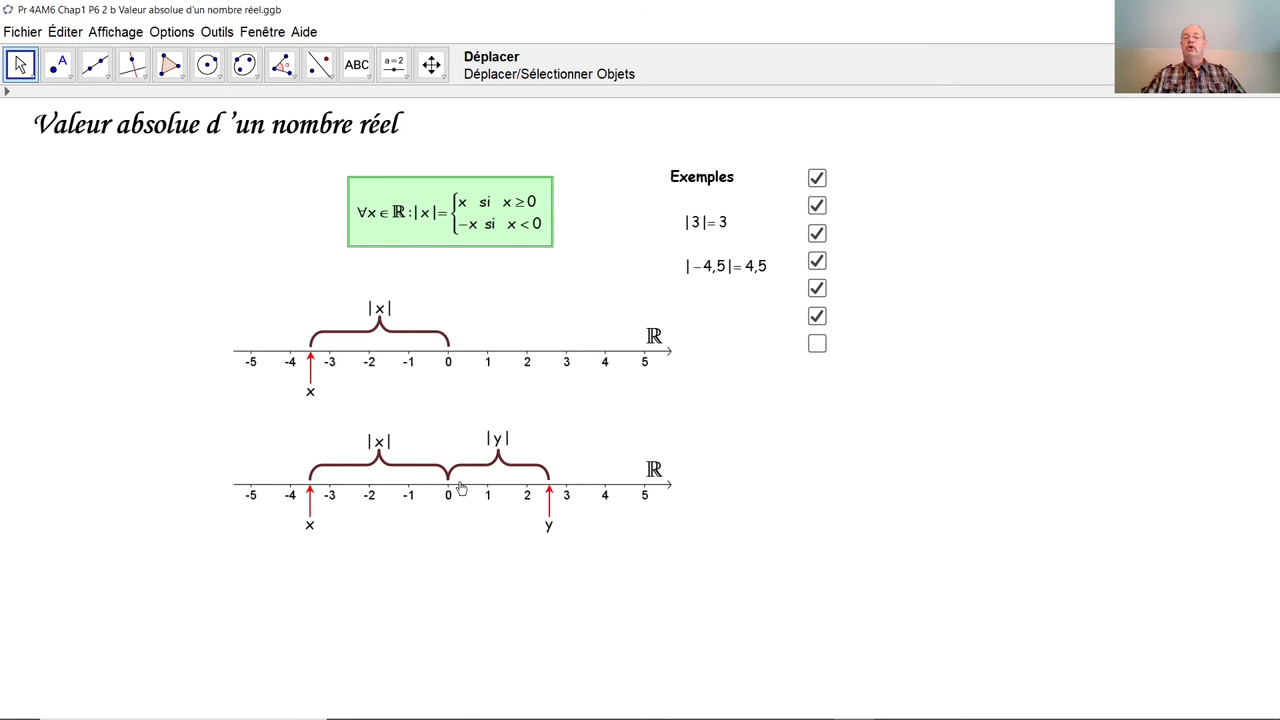 Pr 4AM6 Chap1 P6 2 b Valeur absolue d'un nombre réel.ggb
Fichier Éditer Affichage Options Outils Fenêtre Aide
A
ABC
a=2
Déplacer
Déplacer/Sélectionner Objets
Valeur absolue d 'un nombre réel
∀x∈ℝ:|x|={x si x≥0
−x si x<0
Exemples
|3|=3
|−4,5|=4,5
|x|
ℝ
-5 -4 -3 -2 -1 0 1 2 3 4 5
x
|x| |y|
ℝ
-5 -4 -3 -2 -1 0 1 2 3 4 5
x y